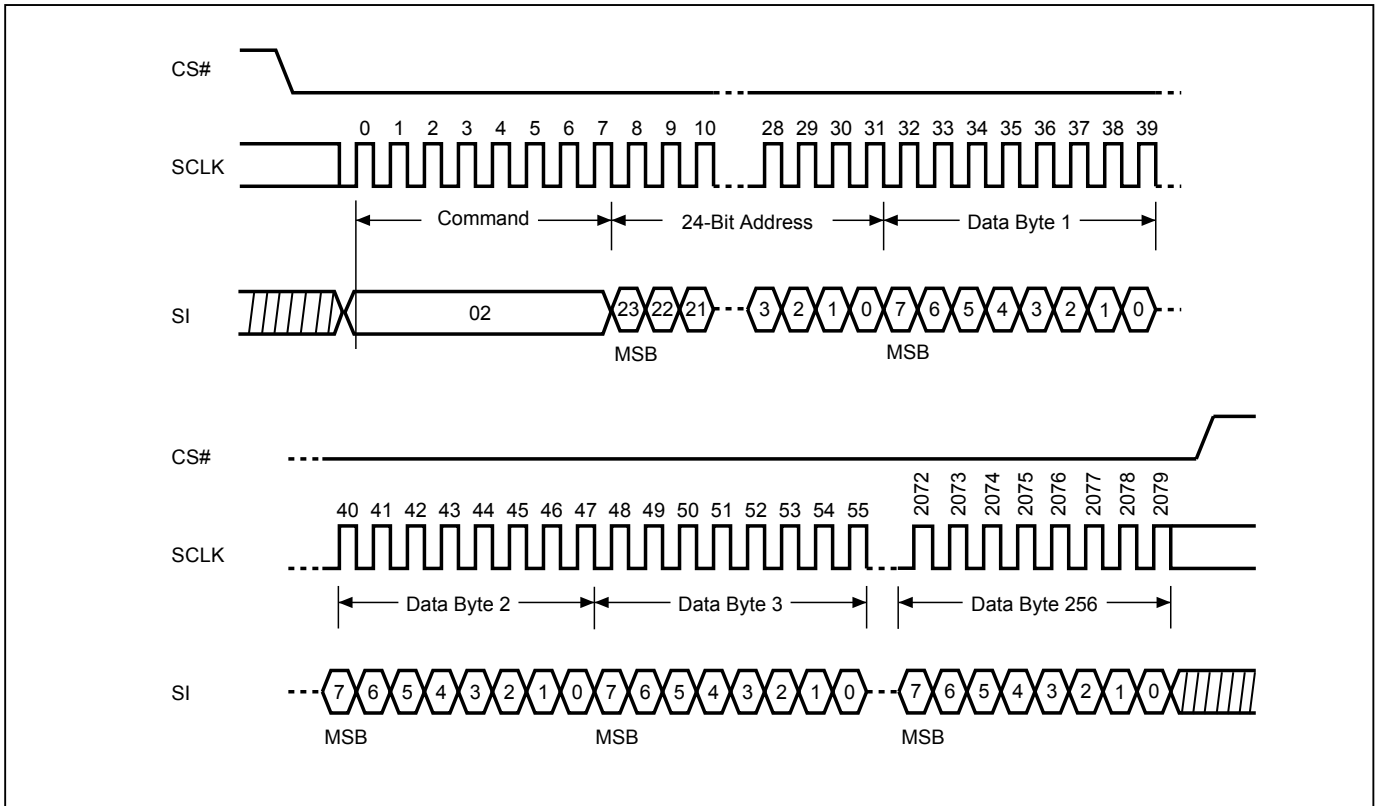 CS#
0 1 2 3 4 5 6 7 8 9 10 28 29 30 31 32 33 34 35 36 37 38 39
SCLK
Command 24-Bit Address Data Byte 1
SI 02 23 22 21 3 2 1 0 7 6 5 4 3 2 1 0
MSB MSB
CS#
40 41 42 43 44 45 46 47 48 49 50 51 52 53 54 55 2072 2073 2074 2075 2076 2077 2078 2079
SCLK
Data Byte 2 Data Byte 3 Data Byte 256
SI 7 6 5 4 3 2 1 0 7 6 5 4 3 2 1 0 7 6 5 4 3 2 1 0
MSB MSB MSB